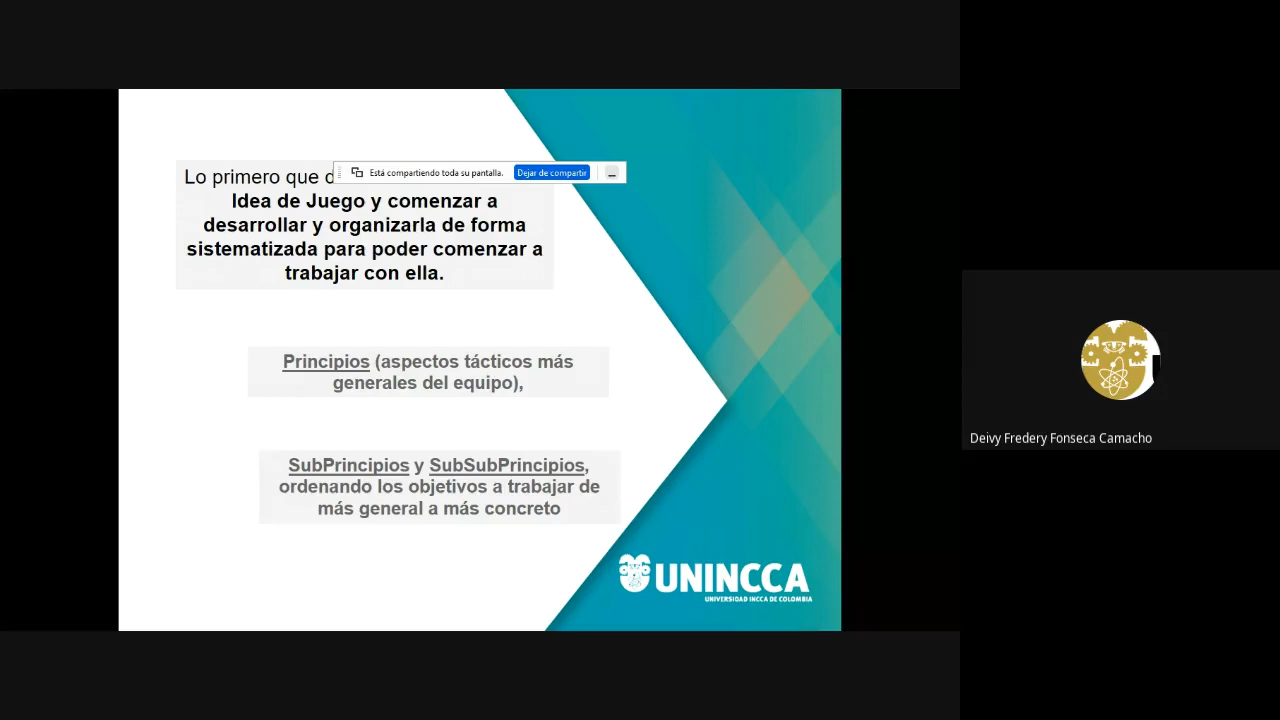 Lo primero que
Está compartiendo toda su pantalla.
Dejar de compartir
Idea de Juego y comenzar a
desarrollar y organizarla de forma
sistematizada para poder comenzar a
trabajar con ella.
Principios (aspectos tácticos más
generales del equipo),
SubPrincipios y SubSubPrincipios,
ordenando los objetivos a trabajar de
más general a más concreto
UNINCCA
UNIVERSIDAD INCCA DE COLOMBIA
Deivy Fredery Fonseca Camacho